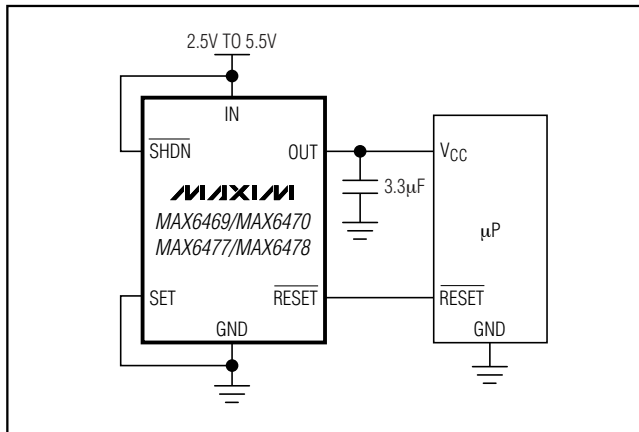 2.5V TO 5.5V
IN
SHDN
OUT
VCC
3.3µF
MAXIM
MAX6469/MAX6470
MAX6477/MAX6478
µP
SET
RESET
RESET
GND
GND